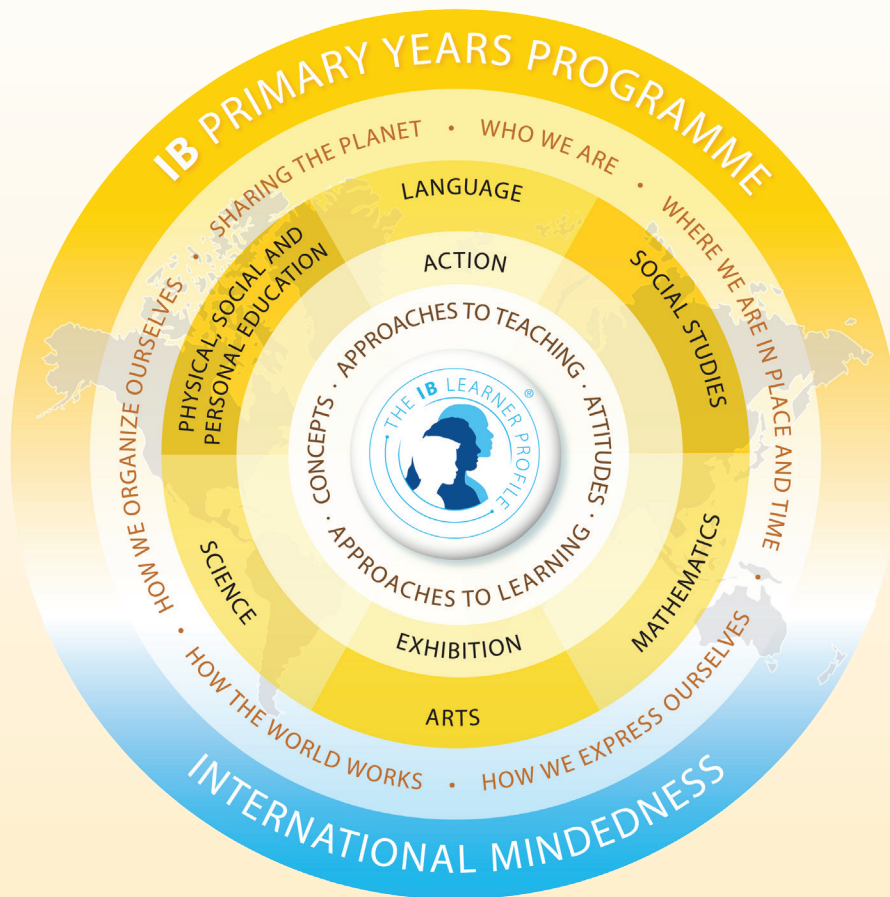 IB PRIMARY YEARS PROGRAMME
SHARING THE PLANET • WHO WE ARE • WHERE WE ARE IN PLACE AND TIME • HOW WE EXPRESS OURSELVES • HOW THE WORLD WORKS • HOW WE ORGANIZE OURSELVES •
LANGUAGE
SOCIAL STUDIES
MATHEMATICS
ARTS
SCIENCE
PHYSICAL, SOCIAL AND
PERSONAL EDUCATION
ACTION
EXHIBITION
APPROACHES TO TEACHING · ATTITUDES · APPROACHES TO LEARNING · CONCEPTS ·
• THE IB LEARNER PROFILE •
®
INTERNATIONAL MINDEDNESS